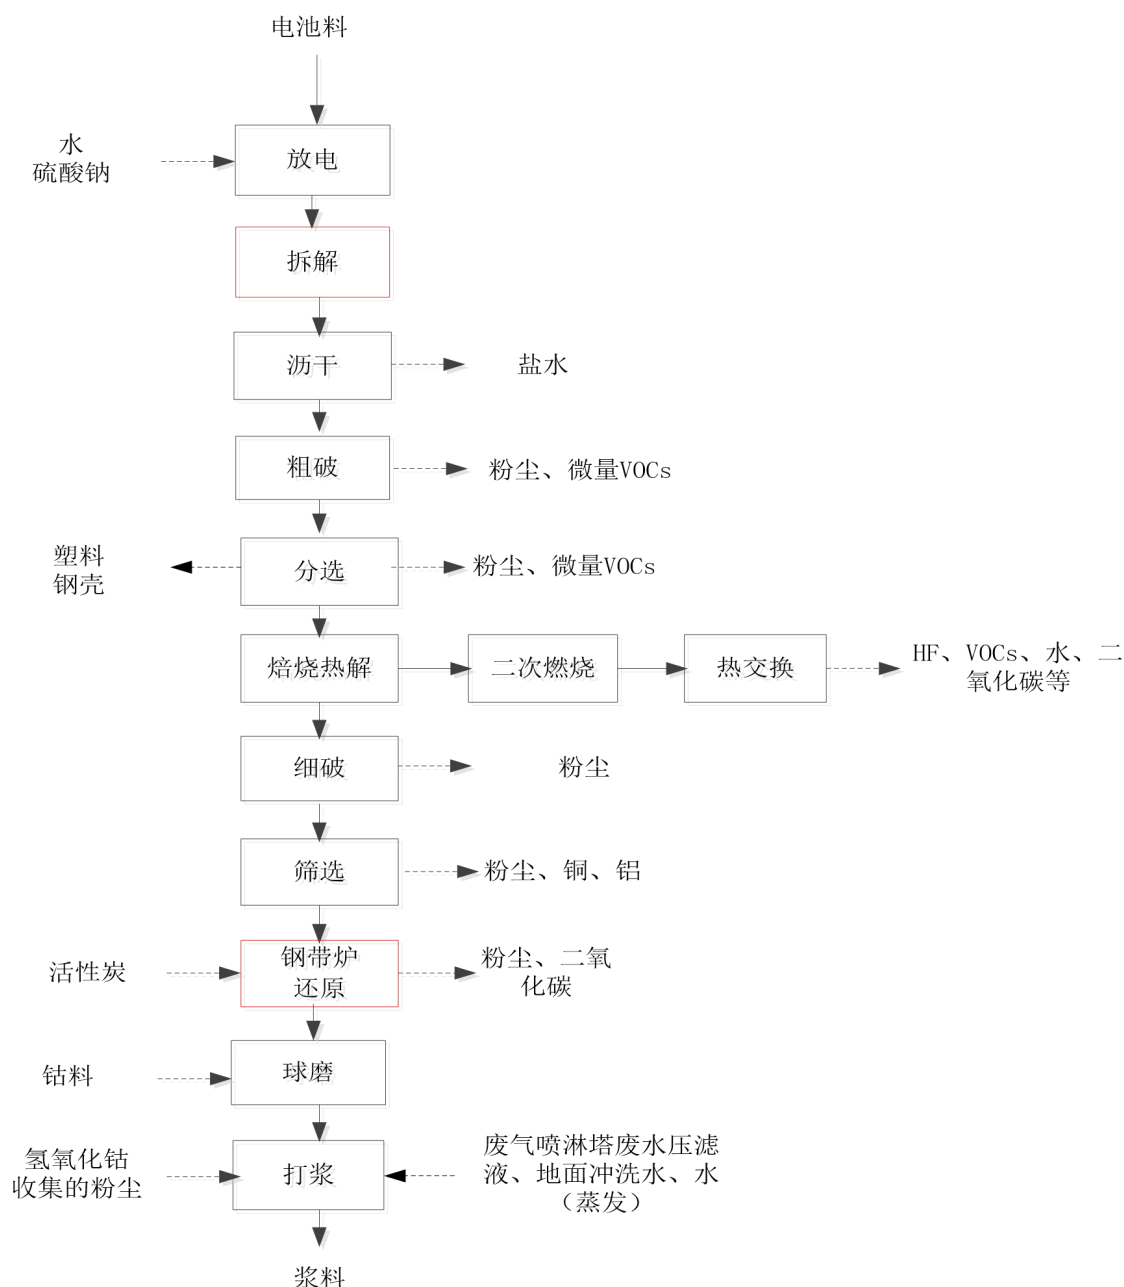 电池料
水
硫酸钠
放电
拆解
沥干
盐水
粗破
粉尘、微量VOCs
塑料
钢壳
分选
粉尘、微量VOCs
焙烧热解
二次燃烧
热交换
HF、VOCs、水、二
氧化碳等
细破
粉尘
筛选
粉尘、铜、铝
活性炭
钢带炉
还原
粉尘、二氧
化碳
钴料
球磨
氢氧化钴
收集的粉尘
打浆
废气喷淋塔废水压滤
液、地面冲洗水、水
（蒸发）
浆料